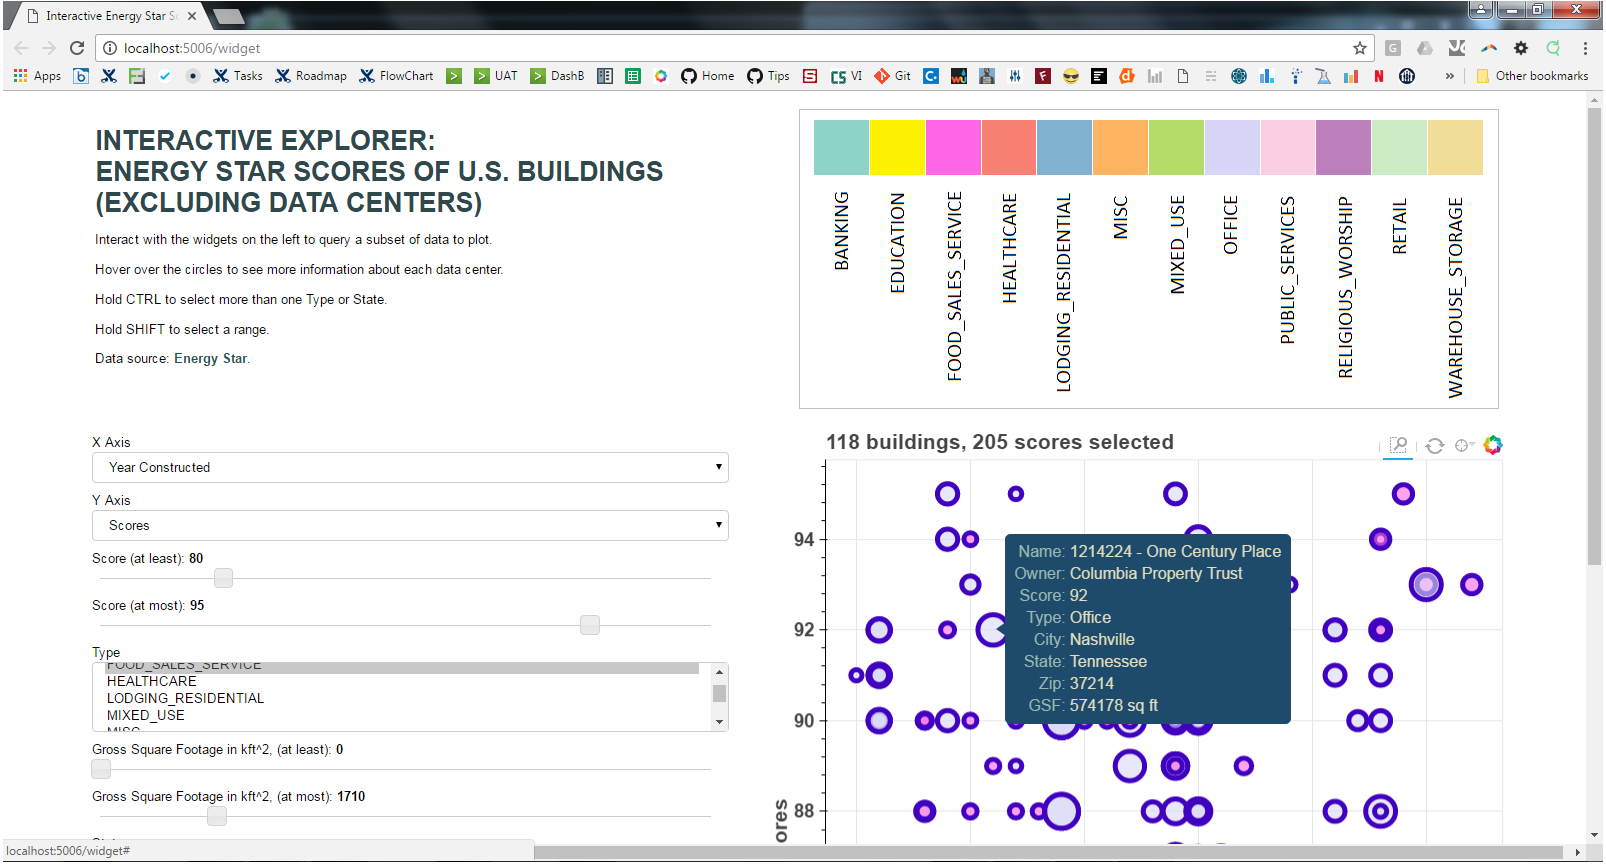 Interactive Energy Star Sc
localhost:5006/widget
Apps
Tasks
Roadmap
FlowChart
UAT
DashB
Home
Tips
VI
Git
Other bookmarks
INTERACTIVE EXPLORER:
ENERGY STAR SCORES OF U.S. BUILDINGS
(EXCLUDING DATA CENTERS)
Interact with the widgets on the left to query a subset of data to plot.
Hover over the circles to see more information about each data center.
Hold CTRL to select more than one Type or State.
Hold SHIFT to select a range.
Data source: Energy Star.
BANKING
EDUCATION
FOOD_SALES_SERVICE
HEALTHCARE
LODGING_RESIDENTIAL
MISC
MIXED_USE
OFFICE
PUBLIC_SERVICES
RELIGIOUS_WORSHIP
RETAIL
WAREHOUSE_STORAGE
X Axis
Year Constructed
Y Axis
Scores
Score (at least): 80
Score (at most): 95
Type
FOOD_SALES_SERVICE
HEALTHCARE
LODGING_RESIDENTIAL
MIXED_USE
MISC
Gross Square Footage in kft^2, (at least): 0
Gross Square Footage in kft^2, (at most): 1710
118 buildings, 205 scores selected
94
92
90
88
ores
Name: 1214224 - One Century Place
Owner: Columbia Property Trust
Score: 92
Type: Office
City: Nashville
State: Tennessee
Zip: 37214
GSF: 574178 sq ft
localhost:5006/widget#